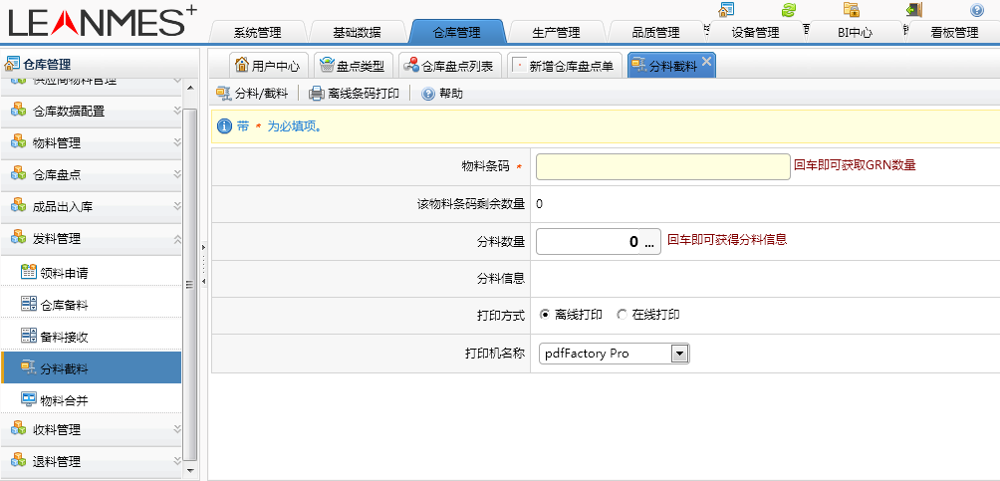 LEANMES+
系统管理
基础数据
仓库管理
生产管理
品质管理
设备管理
BI中心
看板管理
仓库管理
供应商物料管理
仓库数据配置
物料管理
仓库盘点
成品出入库
发料管理
领料申请
仓库备料
备料接收
分料截料
物料合并
收料管理
退料管理
用户中心
盘点类型
仓库盘点列表
新增仓库盘点单
分料截料
分料/截料
离线条码打印
帮助
带 * 为必填项。
物料条码 * 回车即可获取GRN数量
该物料条码剩余数量 0
分料数量 0 ... 回车即可获得分料信息
分料信息
打印方式 离线打印 在线打印
打印机名称 pdfFactory Pro